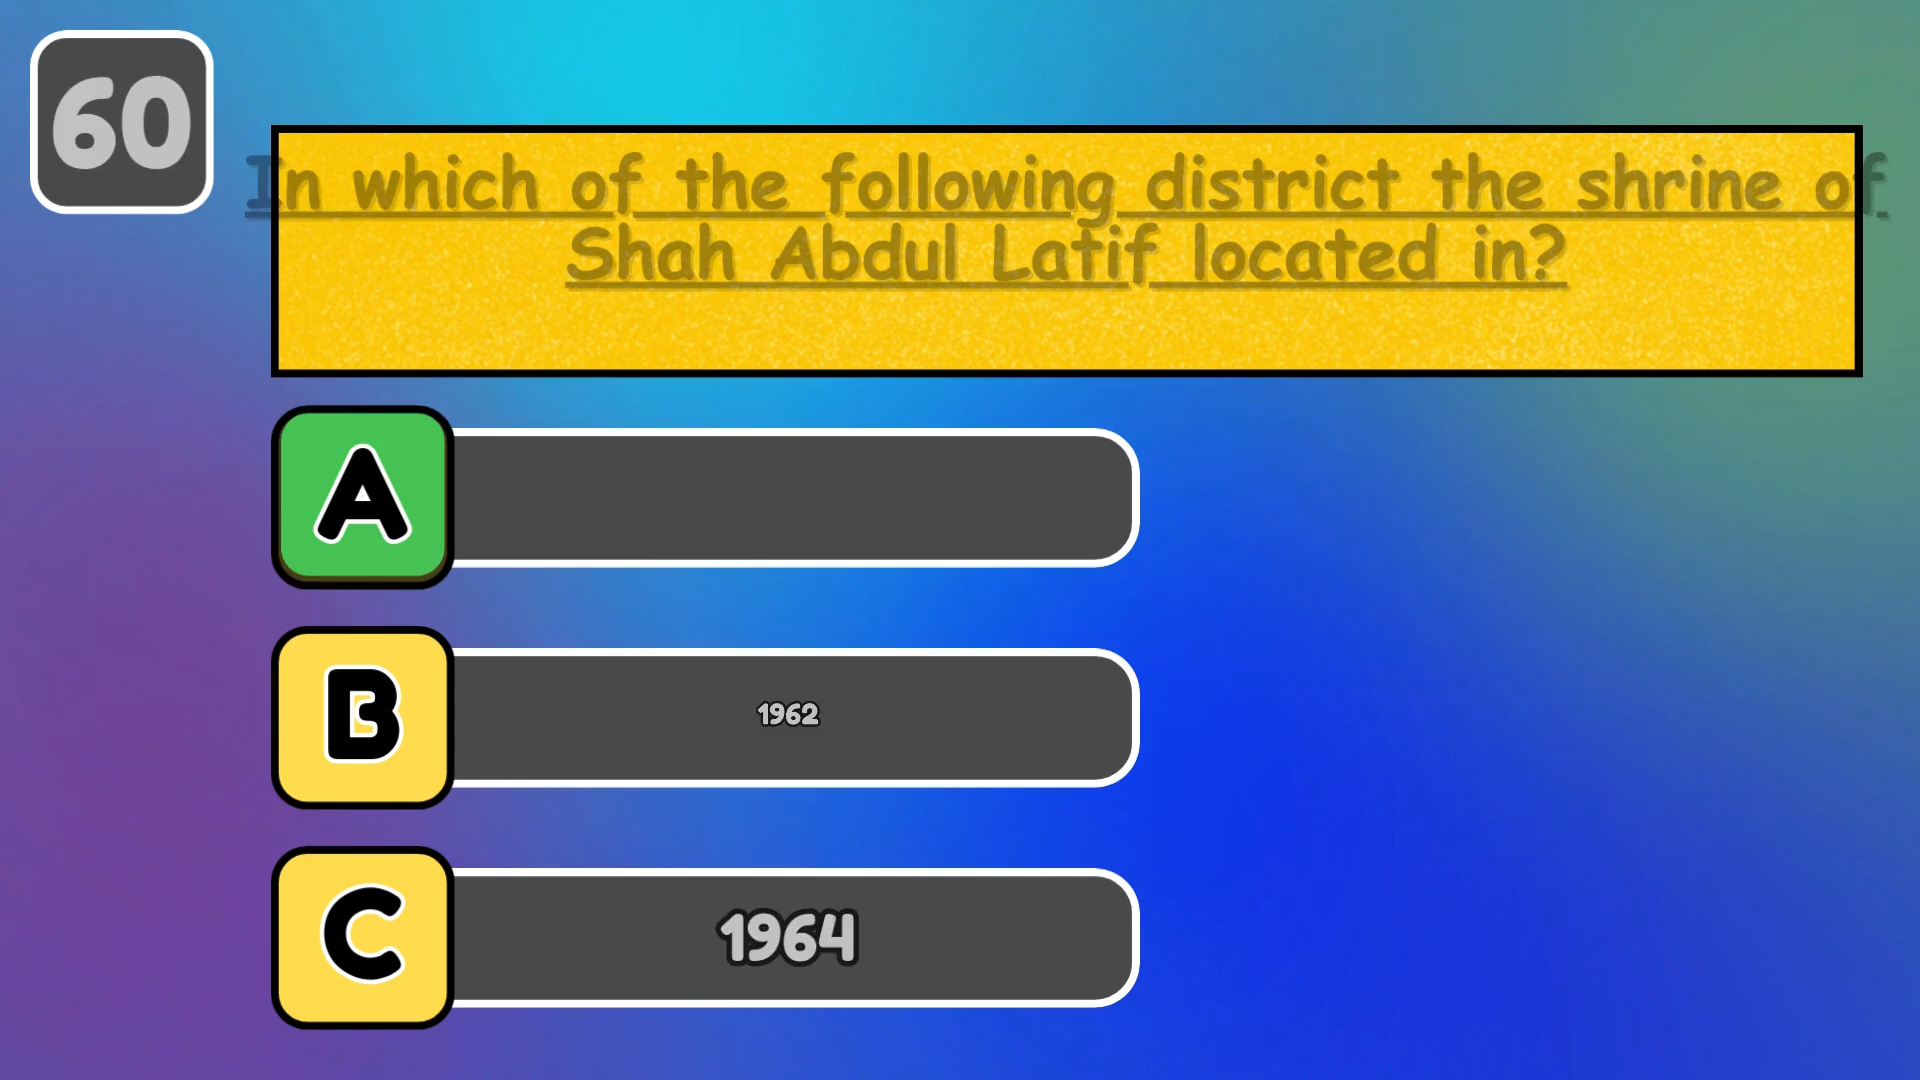 60
In which of the following district the shrine of
Shah Abdul Latif located in?
A
B
1962
C
1964